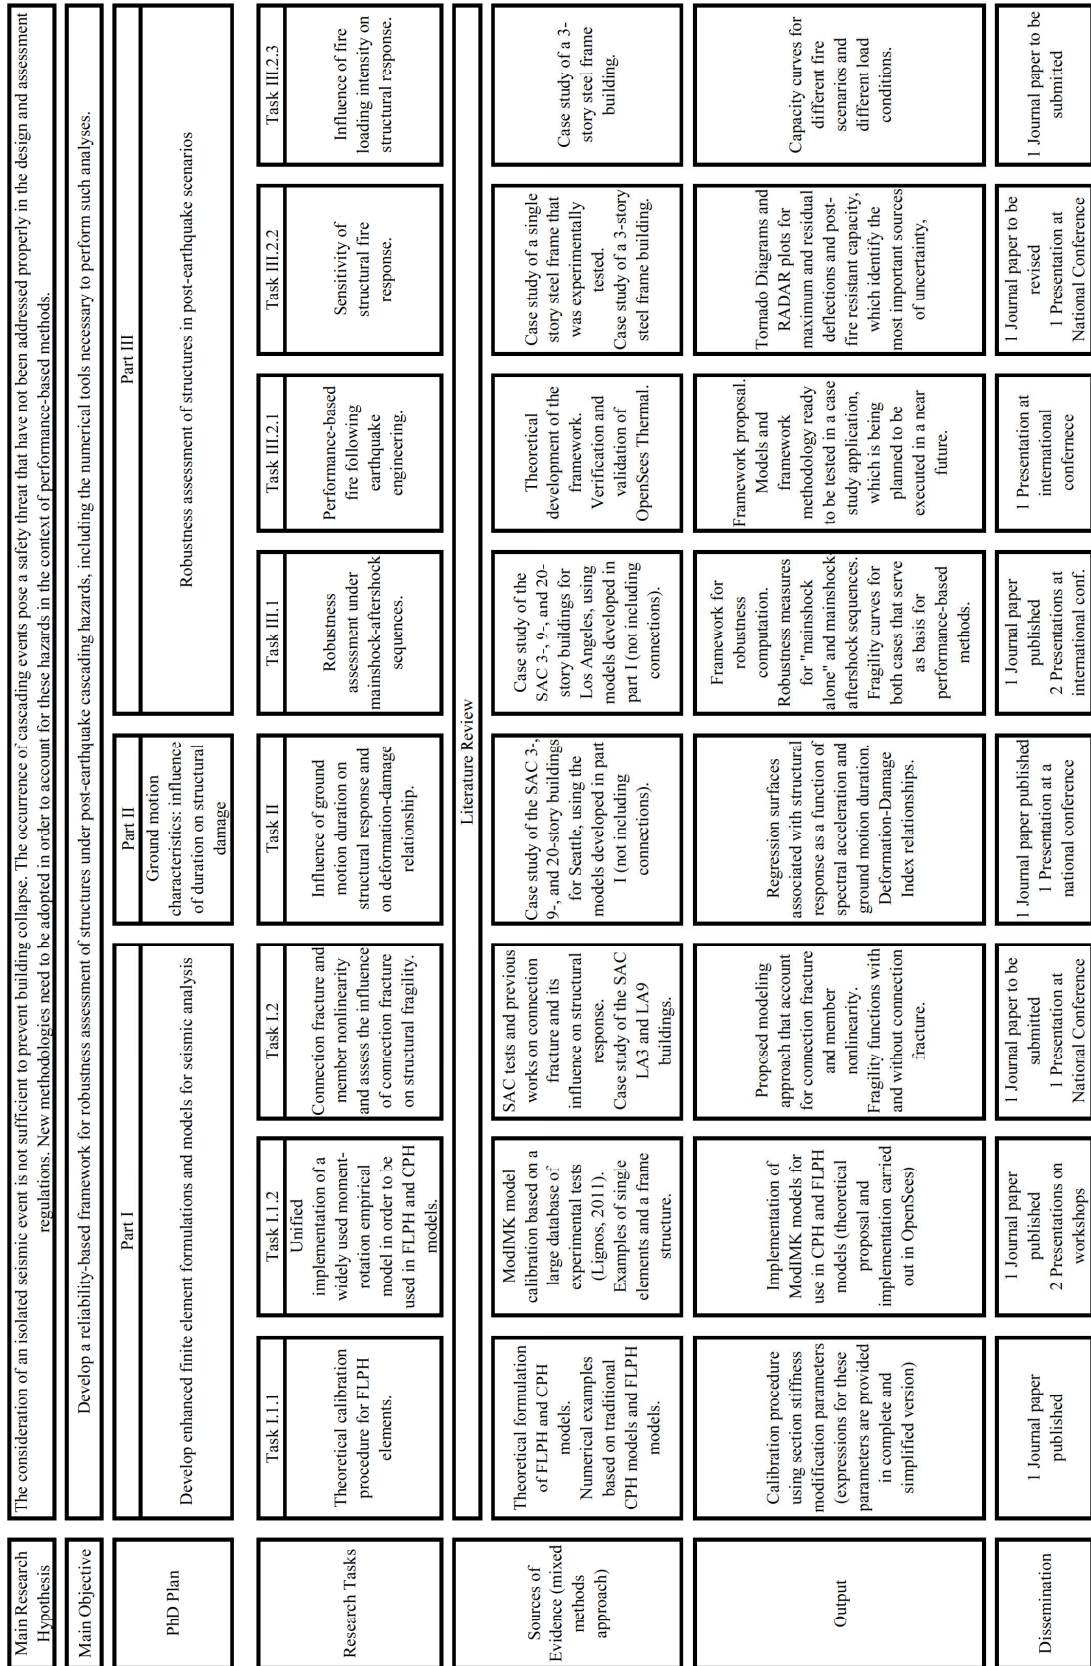 Main Research
Hypothesis
The consideration of an isolated seismic event is not sufficient to prevent building collapse. The occurrence of cascading events pose a safety threat that have not been addressed properly in the design and assessment
regulations. New methodologies need to be adopted in order to account for these hazards in the context of performance-based methods.
Main Objective
Develop a reliability-based framework for robustness assessment of structures under post-earthquake cascading hazards, including the numerical tools necessary to perform such analyses.
PhD Plan
Part I
Develop enhanced finite element formulations and models for seismic analysis
Part II
Ground motion
characteristics: influence
of duration on structural
damage
Part III
Robustness assessment of structures in post-earthquake scenarios
Research Tasks
Task I.1.1
Theoretical calibration
procedure for FLPH
elements.
Task I.1.2
Unified
implementation of a
widely used moment-
rotation empirical
model in order to be
used in FLPH and CPH
models.
Task I.2
Connection fracture and
member nonlinearity
and assess the influence
of connection fracture
on structural fragility.
Task II
Influence of ground
motion duration on
structural response and
on deformation-damage
relationship.
Task III.1
Robustness
assessment under
mainshock-aftershock
sequences.
Task III.2.1
Performance-based
fire following
earthquake
engineering.
Task III.2.2
Sensitivity of
structural fire
response.
Task III.2.3
Influence of fire
loading intensity on
structural response.
Literature Review
Sources of
Evidence (mixed
methods
approach)
Theoretical formulation
of FLPH and CPH
models.
Numerical examples
based on traditional
CPH models and FLPH
models.
ModIMK model
calibration based on a
large database of
experimental tests
(Lignos, 2011).
Examples of single
elements and a frame
structure.
SAC tests and previous
works on connection
fracture and its
influence on structural
response.
Case study of the SAC
LA3 and LA9
buildings.
Case study of the SAC 3-,
9-, and 20-story buildings
for Seattle, using the
models developed in part
I (not including
connections).
Case study of the
SAC 3-, 9-, and 20-
story buildings for
Los Angeles, using
models developed in
part I (not including
connections).
Theoretical
development of the
framework.
Verification and
validation of
OpenSees Thermal.
Case study of a single
story steel frame that
was experimentally
tested.
Case study of a 3-story
steel frame building.
Case study of a 3-
story steel frame
building.
Output
Calibration procedure
using section stiffness
modification parameters
(expressions for these
parameters are provided
in complete and
simplified version)
Implementation of
ModIMK models for
use in CPH and FLPH
models (theoretical
proposal and
implementation carried
out in OpenSees)
Proposed modeling
approach that account
for connection fracture
and member
nonlinearity.
Fragility functions with
and without connection
fracture.
Regression surfaces
associated with structural
response as a function of
spectral acceleration and
ground motion duration.
Deformation-Damage
Index relationships.
Framework for
robustness
computation.
Robustness measures
for "mainshock
alone" and mainshock-
aftershock sequences.
Fragility curves for
both cases that serve
as basis for
performance-based
methods.
Framework proposal.
Models and
framework
methodology ready
to be tested in a case
study application,
which is being
planned to be
executed in a near
future.
Tornado Diagrams and
RADAR plots for
maximum and residual
deflections and post-
fire resistant capacity,
which identify the
most important sources
of uncertainty,
Capacity curves for
different fire
scenarios and
different load
conditions.
Dissemination
1 Journal paper
published
1 Journal paper
published
2 Presentations on
workshops
1 Journal paper to be
submitted
1 Presentation at
National Conference
1 Journal paper published
1 Presentation at a
national conference
1 Journal paper
published
2 Presentations at
international conf.
1 Presentation at
international
confernece
1 Journal paper to be
revised
1 Presentation at
National Conference
1 Journal paper to be
submitted